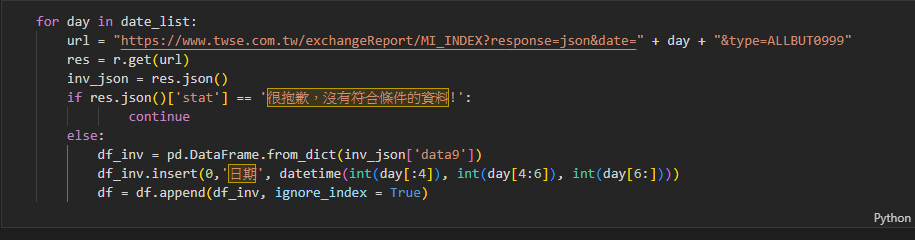 for day in date_list:
    url = "https://www.twse.com.tw/exchangeReport/MI_INDEX?response=json&date=" + day + "&type=ALLBUT0999"
    res = r.get(url)
    inv_json = res.json()
    if res.json()['stat'] == '很抱歉，沒有符合條件的資料!':
            continue
    else:
        df_inv = pd.DataFrame.from_dict(inv_json['data9'])
        df_inv.insert(0,'日期', datetime(int(day[:4]), int(day[4:6]), int(day[6:])))
        df = df.append(df_inv, ignore_index = True)
Python